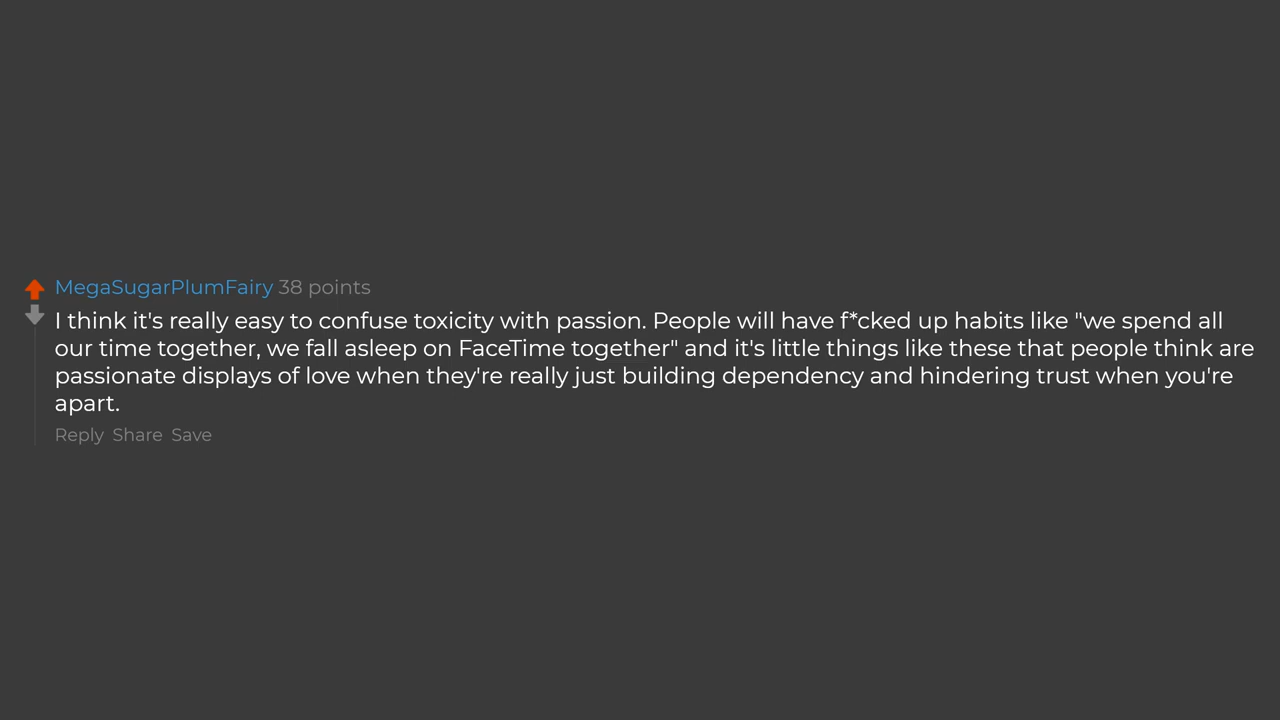 MegaSugarPlumFairy 38 points
I think it's really easy to confuse toxicity with passion. People will have f*cked up habits like "we spend all
our time together, we fall asleep on FaceTime together" and it's little things like these that people think are
passionate displays of love when they're really just building dependency and hindering trust when you're
apart.
Reply Share Save